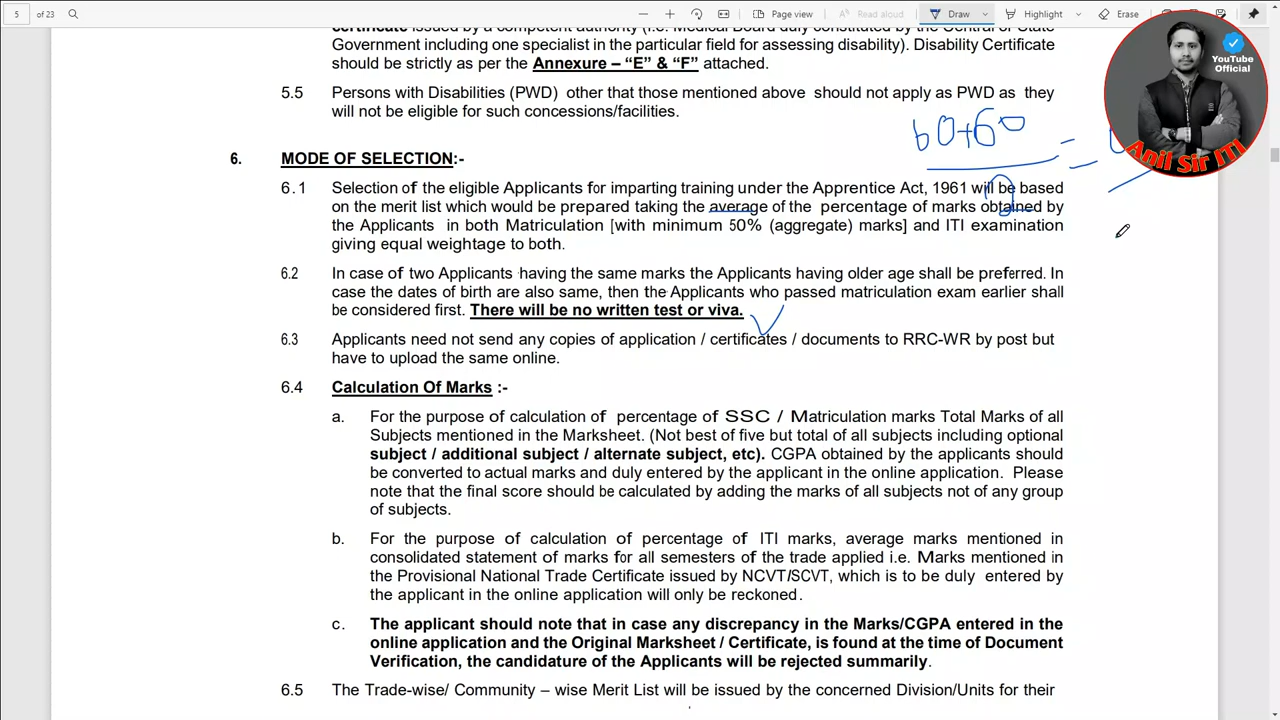 5
of 23
Page view
Read aloud
Draw
Highlight
Erase
certificate issued by a competent authority (i.e. Medical Board duly constituted by the Central or State
Government including one specialist in the particular field for assessing disability). Disability Certificate
should be strictly as per the Annexure – “E” & “F” attached.
5.5 Persons with Disabilities (PWD) other that those mentioned above should not apply as PWD as they
will not be eligible for such concessions/facilities.
YouTube
Official
Anil Sir ITI
60+60
=
2
6. MODE OF SELECTION:-
6.1 Selection of the eligible Applicants for imparting training under the Apprentice Act, 1961 will be based
on the merit list which would be prepared taking the average of the percentage of marks obtained by
the Applicants in both Matriculation [with minimum 50% (aggregate) marks] and ITI examination
giving equal weightage to both.
6.2 In case of two Applicants having the same marks the Applicants having older age shall be preferred. In
case the dates of birth are also same, then the Applicants who passed matriculation exam earlier shall
be considered first. There will be no written test or viva.
6.3 Applicants need not send any copies of application / certificates / documents to RRC-WR by post but
have to upload the same online.
6.4 Calculation Of Marks :-
a. For the purpose of calculation of percentage of SSC / Matriculation marks Total Marks of all
Subjects mentioned in the Marksheet. (Not best of five but total of all subjects including optional
subject / additional subject / alternate subject, etc). CGPA obtained by the applicants should
be converted to actual marks and duly entered by the applicant in the online application. Please
note that the final score should be calculated by adding the marks of all subjects not of any group
of subjects.
b. For the purpose of calculation of percentage of ITI marks, average marks mentioned in
consolidated statement of marks for all semesters of the trade applied i.e. Marks mentioned in
the Provisional National Trade Certificate issued by NCVT/SCVT, which is to be duly entered by
the applicant in the online application will only be reckoned.
c. The applicant should note that in case any discrepancy in the Marks/CGPA entered in the
online application and the Original Marksheet / Certificate, is found at the time of Document
Verification, the candidature of the Applicants will be rejected summarily.
6.5 The Trade-wise/ Community – wise Merit List will be issued by the concerned Division/Units for their